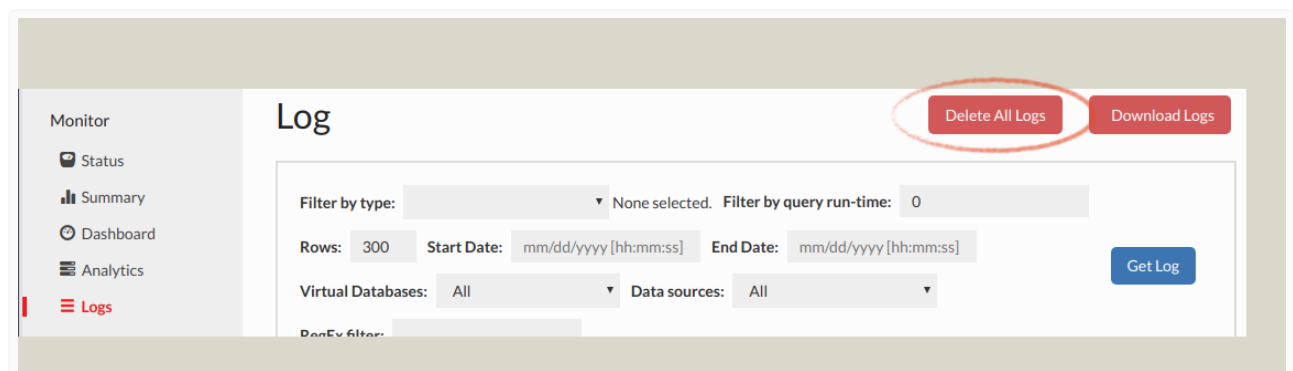 Monitor
Status
Summary
Dashboard
Analytics
Logs
Log
Delete All Logs Download Logs
Filter by type: None selected. Filter by query run-time: 0
Rows: 300 Start Date: mm/dd/yyyy [hh:mm:ss] End Date: mm/dd/yyyy [hh:mm:ss]
Get Log
Virtual Databases: All Data sources: All
RegEx filter: